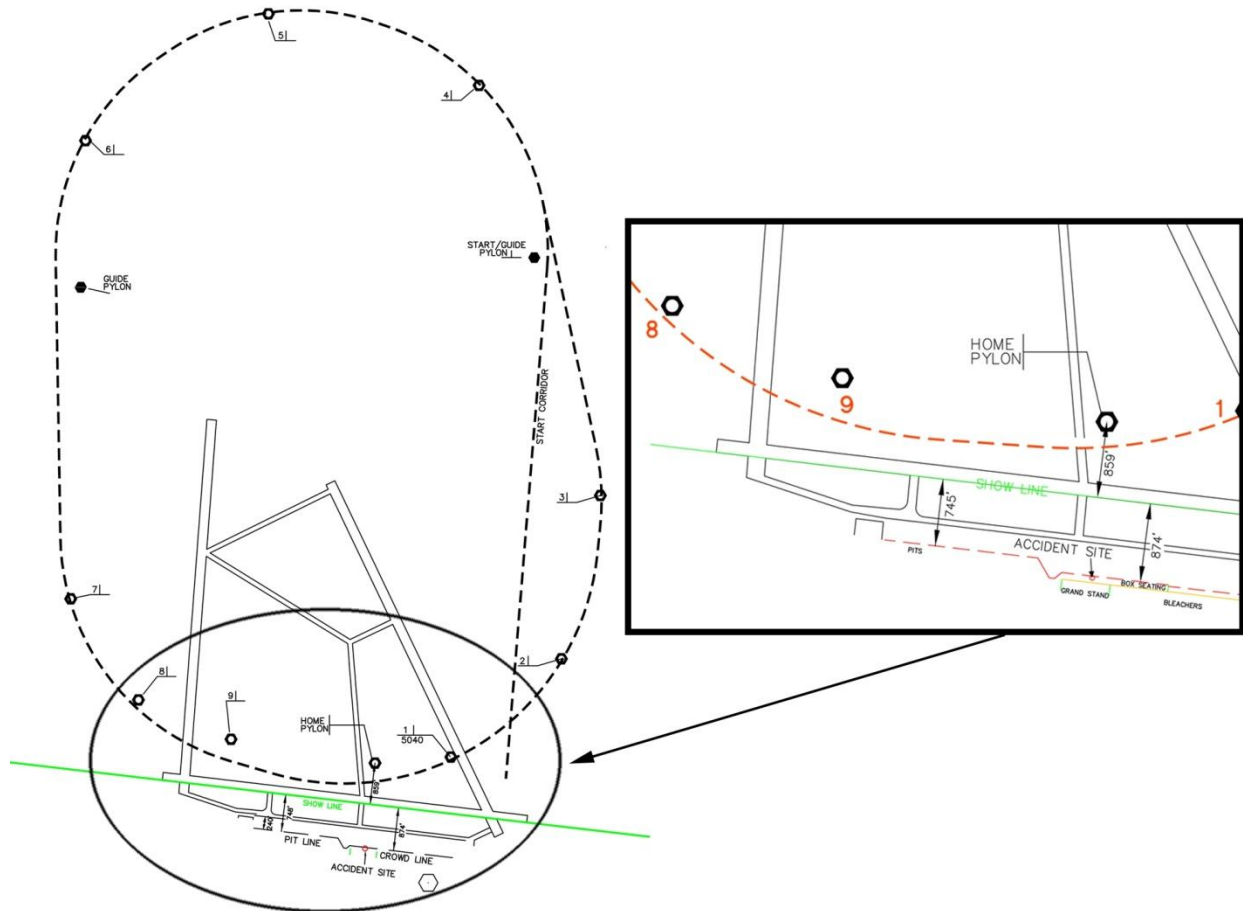 5
4
6
START/GUIDE
PYLON
GUIDE
PYLON
START CORRIDOR
3
7
2
8
9
HOME
PYLON
1
5040
859'
SHOW LINE
746'
240'
874'
PIT LINE
CROWD LINE
ACCIDENT SITE
8
9
HOME
PYLON
1
859'
SHOW LINE
745'
874'
ACCIDENT SITE
PITS
BOX SEATING
GRAND STAND
BLEACHERS